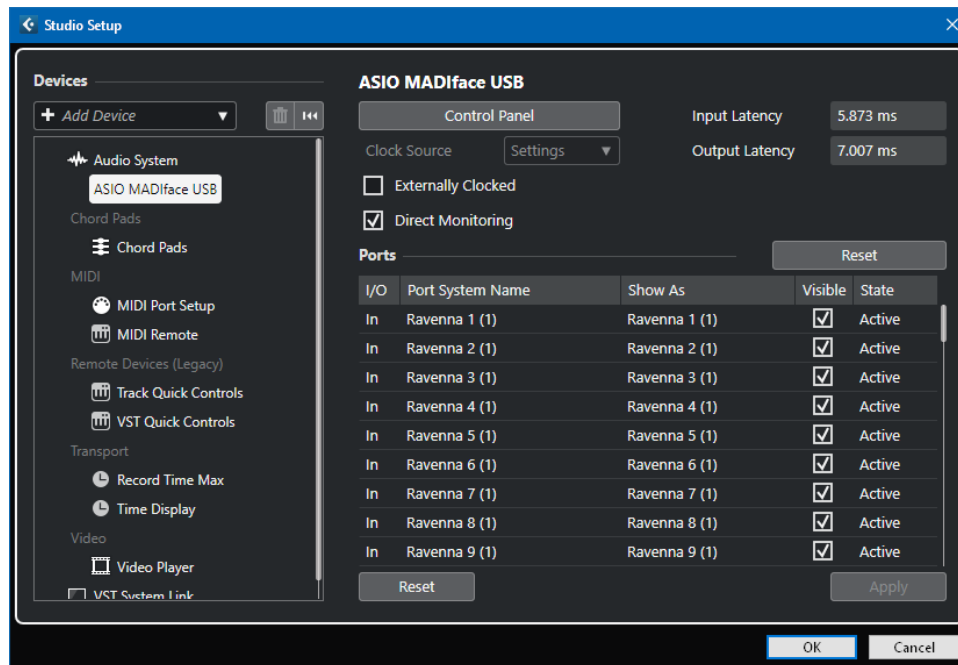 Studio Setup
Devices
+ Add Device
Audio System
ASIO MADIface USB
Chord Pads
Chord Pads
MIDI
MIDI Port Setup
MIDI Remote
Remote Devices (Legacy)
Track Quick Controls
VST Quick Controls
Transport
Record Time Max
Time Display
Video
Video Player
VST System Link
ASIO MADIface USB
Control Panel
Input Latency 5.873 ms
Clock Source Settings
Output Latency 7.007 ms
Externally Clocked
Direct Monitoring
Ports
Reset
I/O Port System Name Show As Visible State
In Ravenna 1 (1) Ravenna 1 (1) Active
In Ravenna 2 (1) Ravenna 2 (1) Active
In Ravenna 3 (1) Ravenna 3 (1) Active
In Ravenna 4 (1) Ravenna 4 (1) Active
In Ravenna 5 (1) Ravenna 5 (1) Active
In Ravenna 6 (1) Ravenna 6 (1) Active
In Ravenna 7 (1) Ravenna 7 (1) Active
In Ravenna 8 (1) Ravenna 8 (1) Active
In Ravenna 9 (1) Ravenna 9 (1) Active
Reset
Apply
OK
Cancel